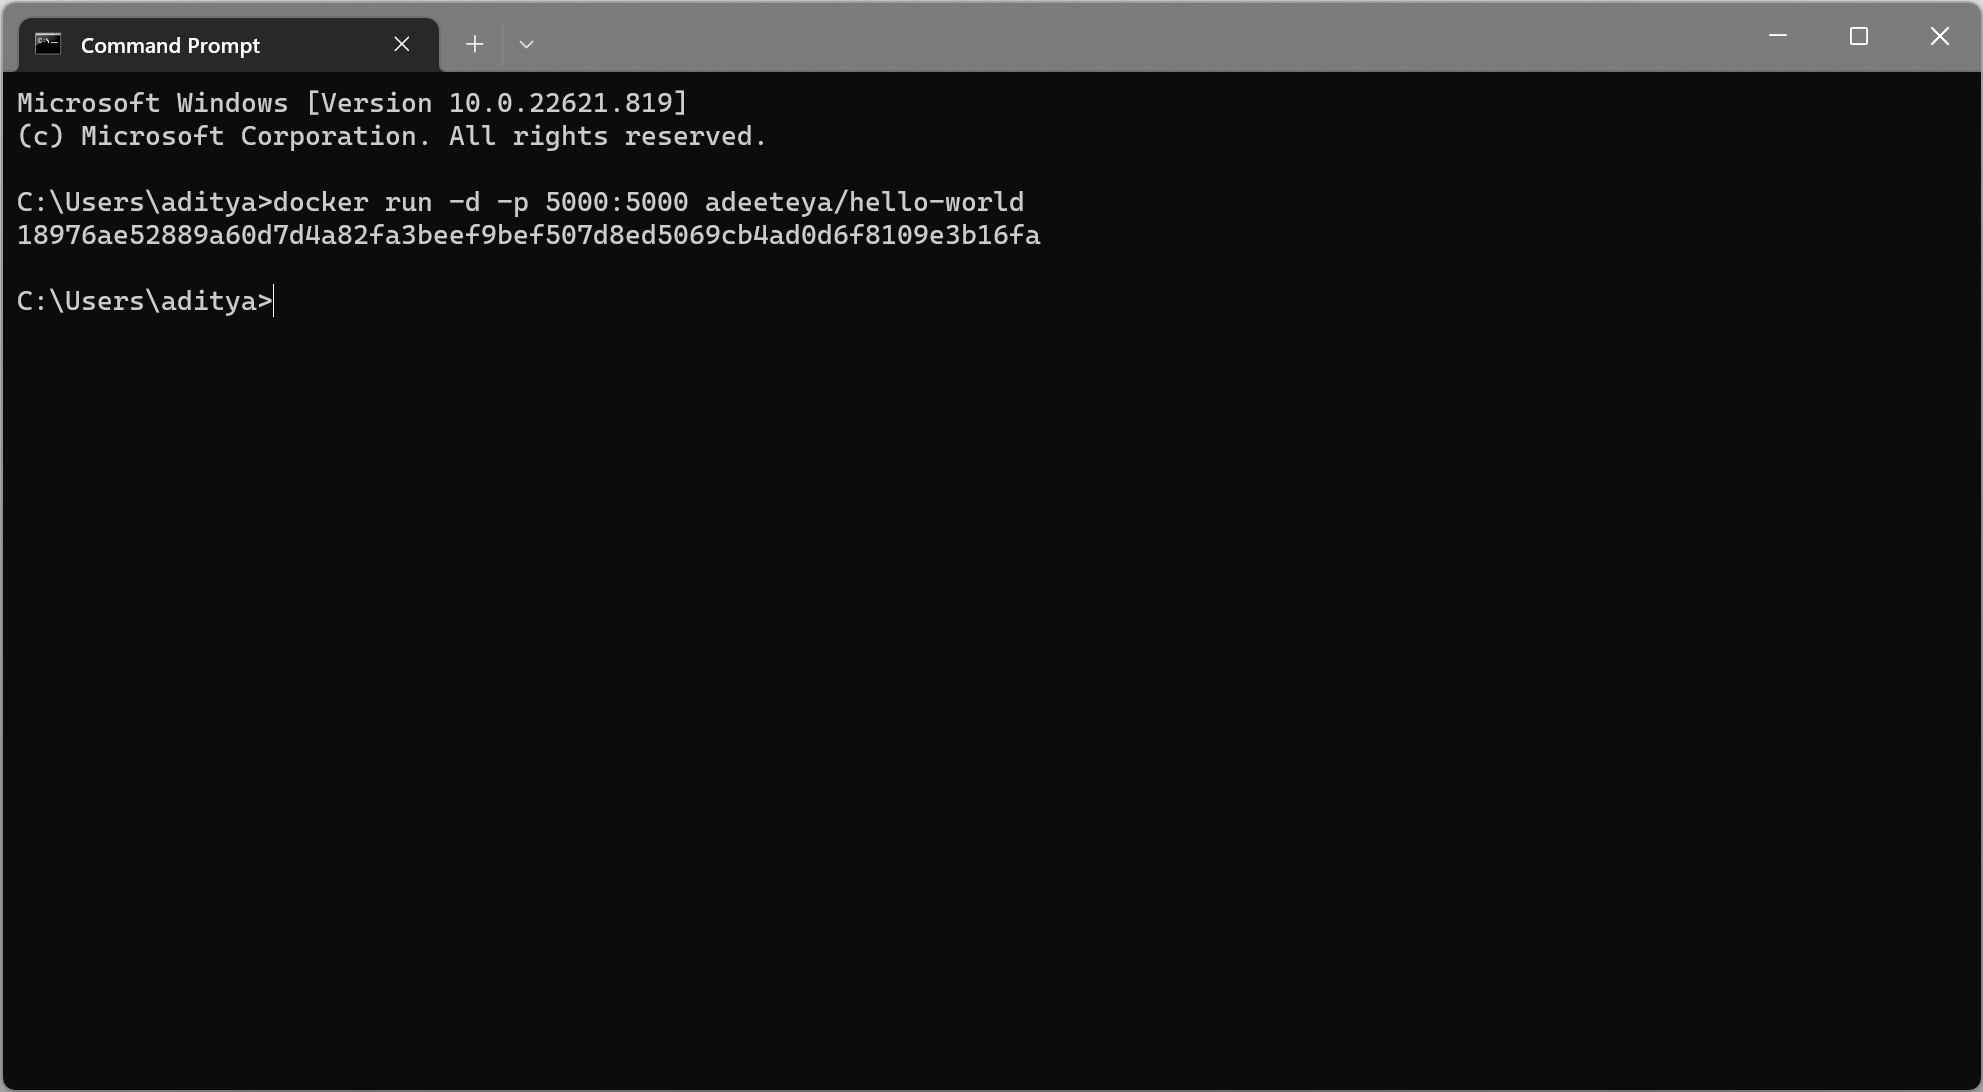 Command Prompt
Microsoft Windows [Version 10.0.22621.819]
(c) Microsoft Corporation. All rights reserved.
C:\Users\aditya>docker run -d -p 5000:5000 adeeteya/hello-world
18976ae52889a60d7d4a82fa3beef9bef507d8ed5069cb4ad0d6f8109e3b16fa
C:\Users\aditya>